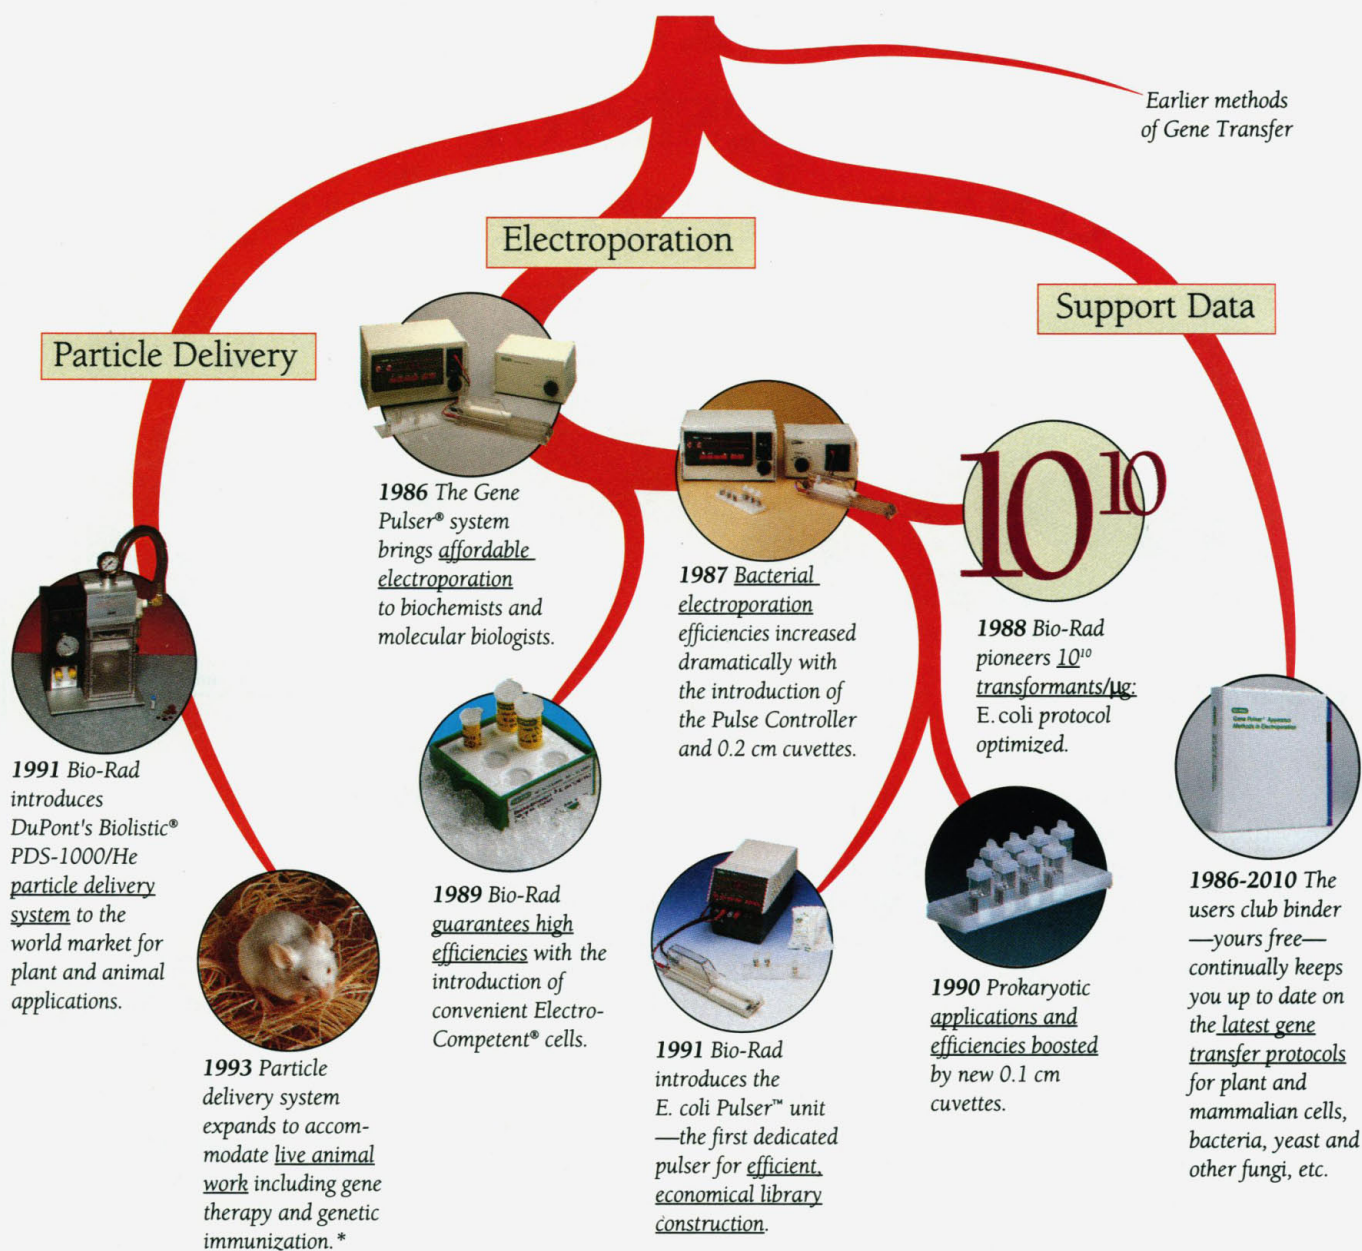 Earlier methods
of Gene Transfer
Electroporation
Support Data
Particle Delivery
1986 The Gene
Pulser® system
brings affordable
electroporation
to biochemists and
molecular biologists.
1987 Bacterial
electroporation
efficiencies increased
dramatically with
the introduction of
the Pulse Controller
and 0.2 cm cuvettes.
10¹⁰
1988 Bio-Rad
pioneers 10¹⁰
transformants/µg:
E. coli protocol
optimized.
1991 Bio-Rad
introduces
DuPont's Biolistic®
PDS-1000/He
particle delivery
system to the
world market for
plant and animal
applications.
1989 Bio-Rad
guarantees high
efficiencies with the
introduction of
convenient Electro-
Competent® cells.
Gene Pulser™ Apparatus
Methods in Electroporation
1986-2010 The
users club binder
—yours free—
continually keeps
you up to date on
the latest gene
transfer protocols
for plant and
mammalian cells,
bacteria, yeast and
other fungi, etc.
1993 Particle
delivery system
expands to accom-
modate live animal
work including gene
therapy and genetic
immunization.*
1991 Bio-Rad
introduces the
E. coli Pulser™ unit
—the first dedicated
pulser for efficient,
economical library
construction.
1990 Prokaryotic
applications and
efficiencies boosted
by new 0.1 cm
cuvettes.